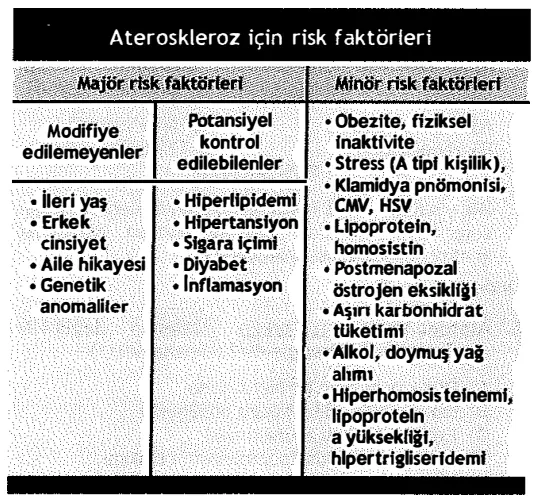 Ateroskleroz için risk faktörleri
Majör risk faktörleri
Modifiye
edilemeyenler
• İleri yaş
• Erkek
cinsiyet
• Aile hikayesi
• Genetik
anomaliler
Potansiyel
kontrol
edilebilenler
• Hiperlipidemi
• Hipertansiyon
• Sigara içimi
• Diyabet
• İnflamasyon
Minör risk faktörleri
• Obezite, fiziksel
inaktivite
• Stress (A tipi kişilik),
• Klamidya pnömonisi,
CMV, HSV
• Lipoprotein,
homosistin
• Postmenapozal
östrojen eksikliği
• Aşırı karbonhidrat
tüketimi
• Alkol, doymuş yağ
alımı
• Hiperhomosisteinemi,
lipoprotein
a yüksekliği,
hipertrigliseridemi